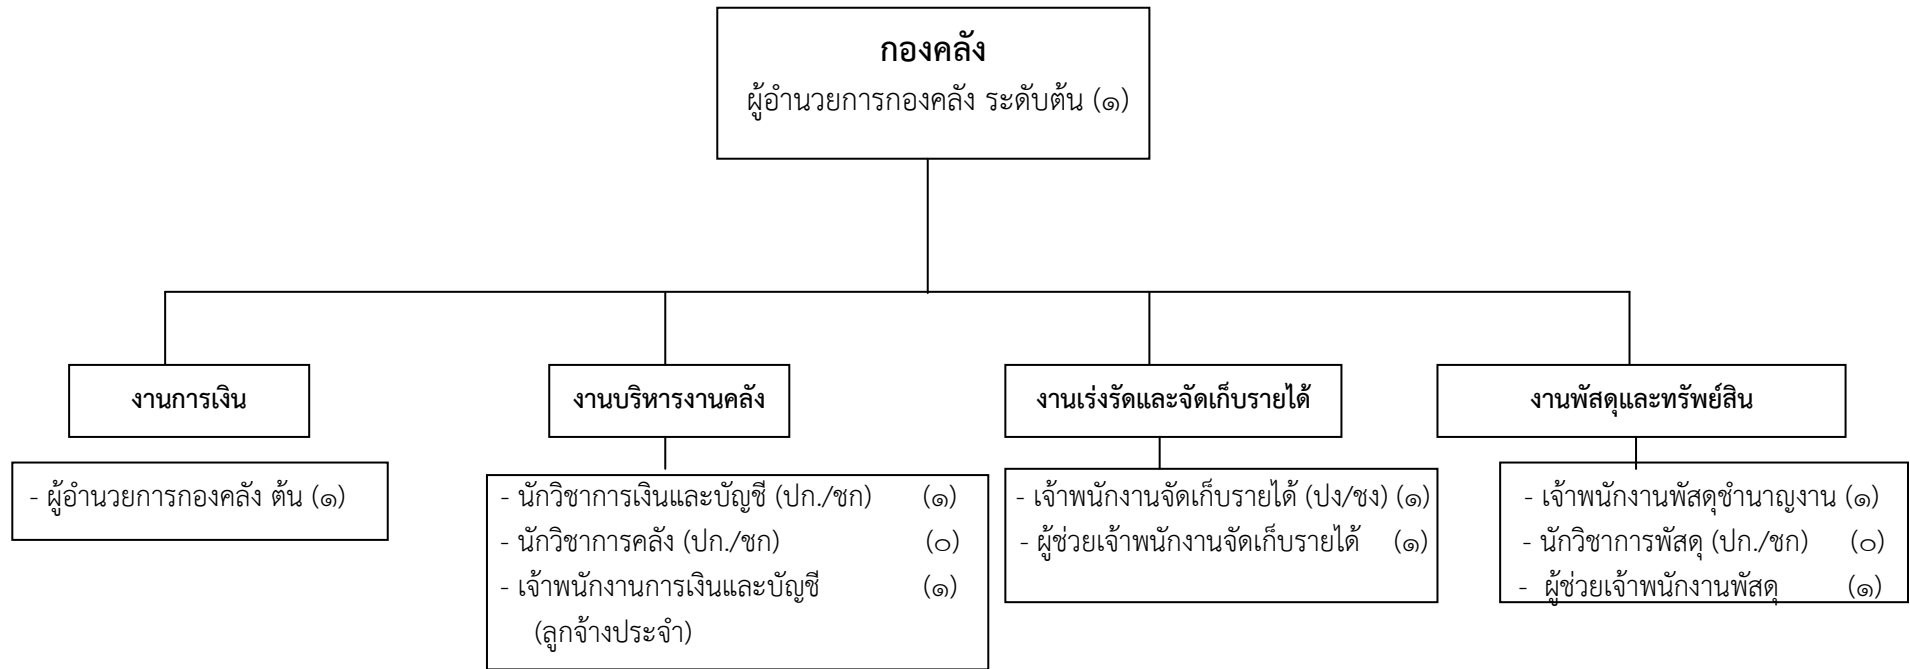 กองคลัง
ผู้อำนวยการกองคลัง ระดับต้น (๑)
งานการเงิน
- ผู้อำนวยการกองคลัง ต้น (๑)
งานบริหารงานคลัง
- นักวิชาการเงินและบัญชี (ปก./ชก) (๑)
- นักวิชาการคลัง (ปก./ชก) (๐)
- เจ้าพนักงานการเงินและบัญชี (๑)
(ลูกจ้างประจำ)
งานเร่งรัดและจัดเก็บรายได้
- เจ้าพนักงานจัดเก็บรายได้ (ปง/ชง) (๑)
- ผู้ช่วยเจ้าพนักงานจัดเก็บรายได้ (๑)
งานพัสดุและทรัพย์สิน
- เจ้าพนักงานพัสดุชำนาญงาน (๑)
- นักวิชาการพัสดุ (ปก./ชก) (๐)
- ผู้ช่วยเจ้าพนักงานพัสดุ (๑)